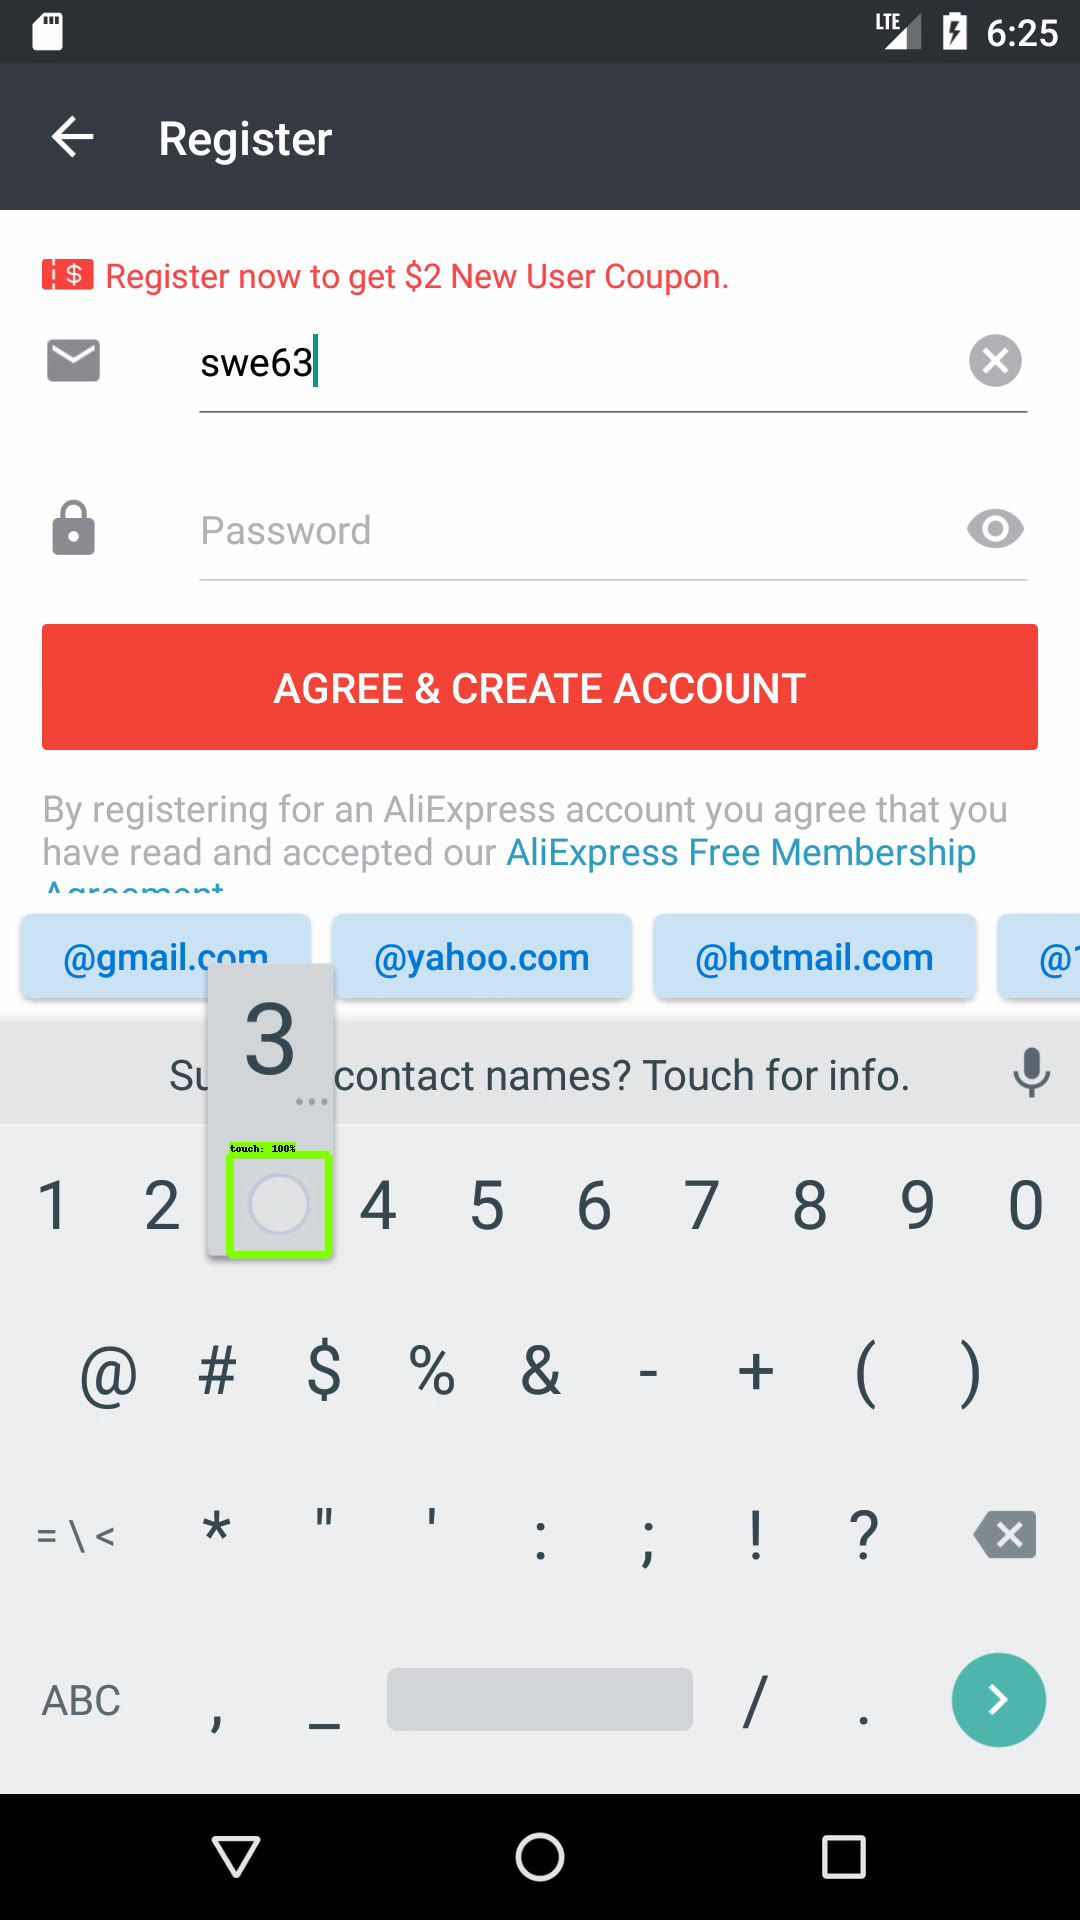 LTE 6:25
Register
$ Register now to get $2 New User Coupon.
swe63
Password
AGREE & CREATE ACCOUNT
By registering for an AliExpress account you agree that you
have read and accepted our AliExpress Free Membership
Agreement
@gmail.com @yahoo.com @hotmail.com @1
3
Su contact names? Touch for info.
touch: 100%
1 2 4 5 6 7 8 9 0
@ # $ % & - + ( )
= \ < * " ' : ; ! ?
ABC , _ / .